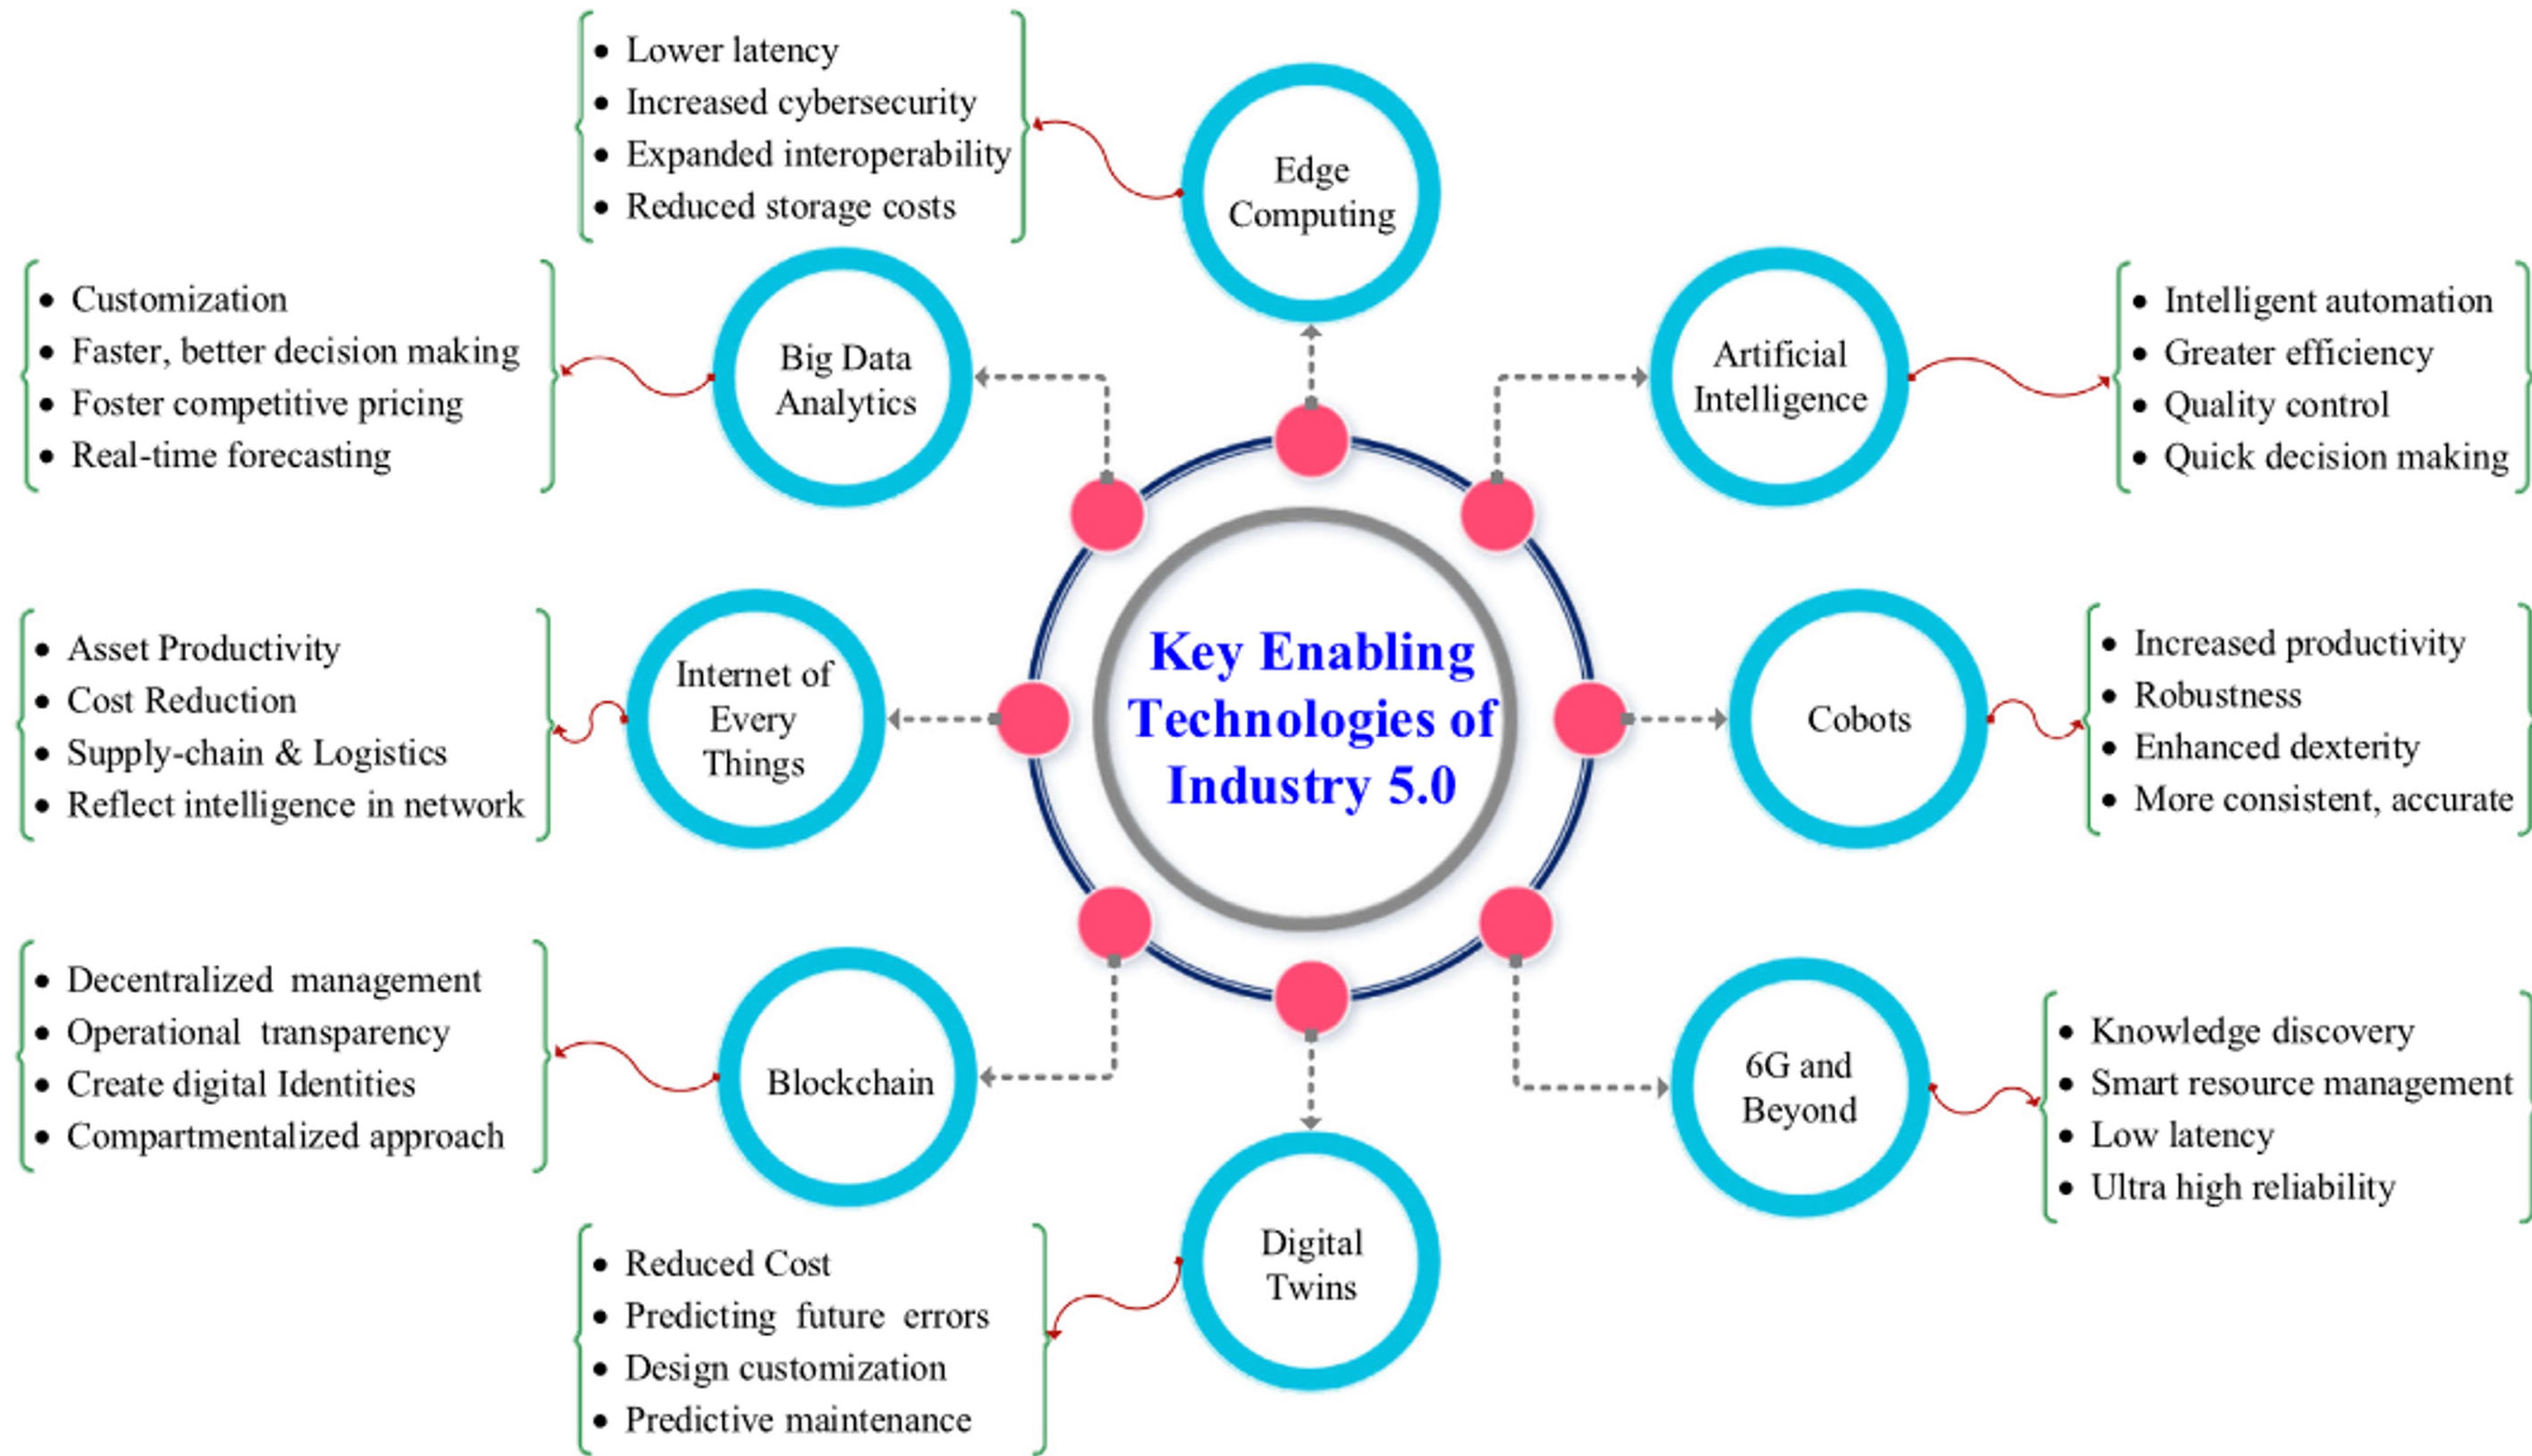 Lower latency
Increased cybersecurity
Expanded interoperability
Reduced storage costs
Edge
Computing
Customization
Faster, better decision making
Foster competitive pricing
Real-time forecasting
Big Data
Analytics
Artificial
Intelligence
Intelligent automation
Greater efficiency
Quality control
Quick decision making
Asset Productivity
Cost Reduction
Supply-chain & Logistics
Reflect intelligence in network
Internet of
Every
Things
Key Enabling
Technologies of
Industry 5.0
Cobots
Increased productivity
Robustness
Enhanced dexterity
More consistent, accurate
Decentralized management
Operational transparency
Create digital Identities
Compartmentalized approach
Blockchain
6G and
Beyond
Knowledge discovery
Smart resource management
Low latency
Ultra high reliability
Reduced Cost
Predicting future errors
Design customization
Predictive maintenance
Digital
Twins